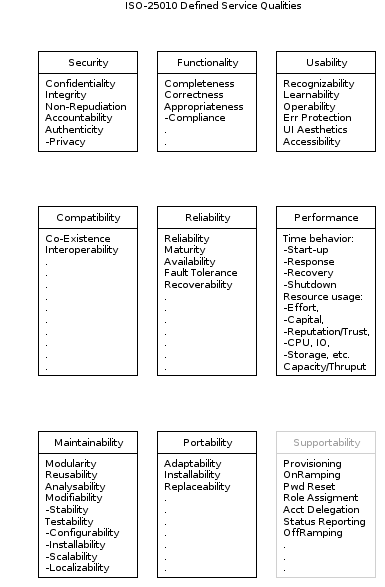 ISO-25010 Defined Service Qualities
Security
Confidentiality
Integrity
Non-Repudiation
Accountability
Authenticity
-Privacy
Functionality
Completeness
Correctness
Appropriateness
-Compliance
.
.
Usability
Recognizability
Learnability
Operability
Err Protection
UI Aesthetics
Accessibility
Compatibility
Co-Existence
Interoperability
.
.
.
.
.
.
.
.
.
.
Reliability
Reliability
Maturity
Availability
Fault Tolerance
Recoverability
.
.
.
.
.
.
.
Performance
Time behavior:
-Start-up
-Response
-Recovery
-Shutdown
Resource usage:
-Effort,
-Capital,
-Reputation/Trust,
-CPU, IO,
-Storage, etc.
Capacity/Thruput
Maintainability
Modularity
Reusability
Analysability
Modifiability
-Stability
Testability
-Configurability
-Installability
-Scalability
-Localizability
Portability
Adaptability
Installability
Replaceability
.
.
.
.
.
.
.
Supportability
Provisioning
OnRamping
Pwd Reset
Role Assigment
Acct Delegation
Status Reporting
OffRamping
.
.
.